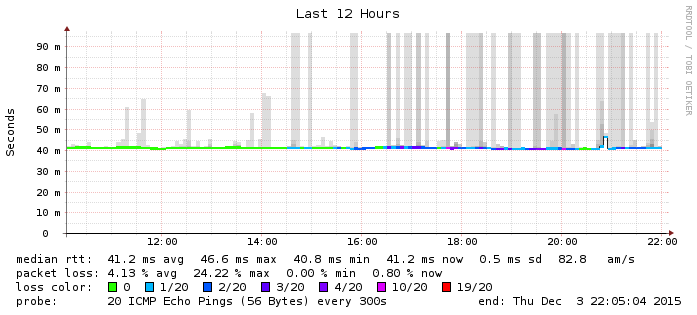 Last 12 Hours
RRDTOOL / TOBI OETIKER
Seconds
90 m
80 m
70 m
60 m
50 m
40 m
30 m
20 m
10 m
0
12:00 14:00 16:00 18:00 20:00 22:00
median rtt: 41.2 ms avg 46.6 ms max 40.8 ms min 41.2 ms now 0.5 ms sd 82.8 am/s
packet loss: 4.13 % avg 24.22 % max 0.00 % min 0.80 % now
loss color: 0 1/20 2/20 3/20 4/20 10/20 19/20
probe: 20 ICMP Echo Pings (56 Bytes) every 300s end: Thu Dec 3 22:05:04 2015